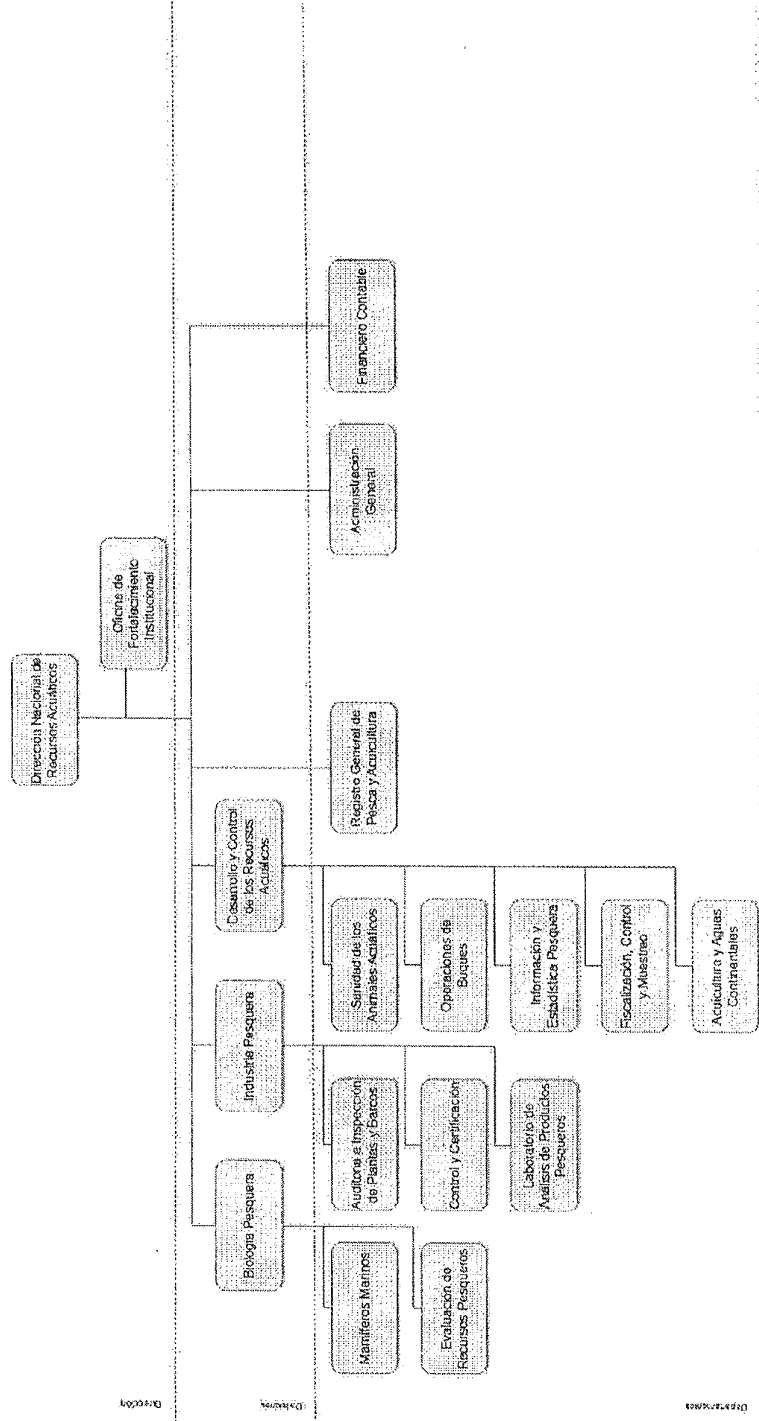 Dirección Nacional de
Recursos Acuáticos
Oficina de
Fortalecimiento
Institucional
Dirección
Biología Pesquera
Industria Pesquera
Desarrollo y Control
de los Recursos
Acuáticos
Divisiones
Mamíferos Marinos
Evaluación de
Recursos Pesqueros
Auditoria e Inspección
de Plantas y Barcos
Control y Certificación
Laboratorio de
Análisis de Productos
Pesqueros
Sanidad de los
Animales Acuáticos
Operaciones de
Buques
Información y
Estadística Pesquera
Fiscalización, Control
y Muestreo
Acuicultura y Aguas
Continentales
Registro General de
Pesca y Acuicultura
Administración
General
Financiero Contable
Departamentos